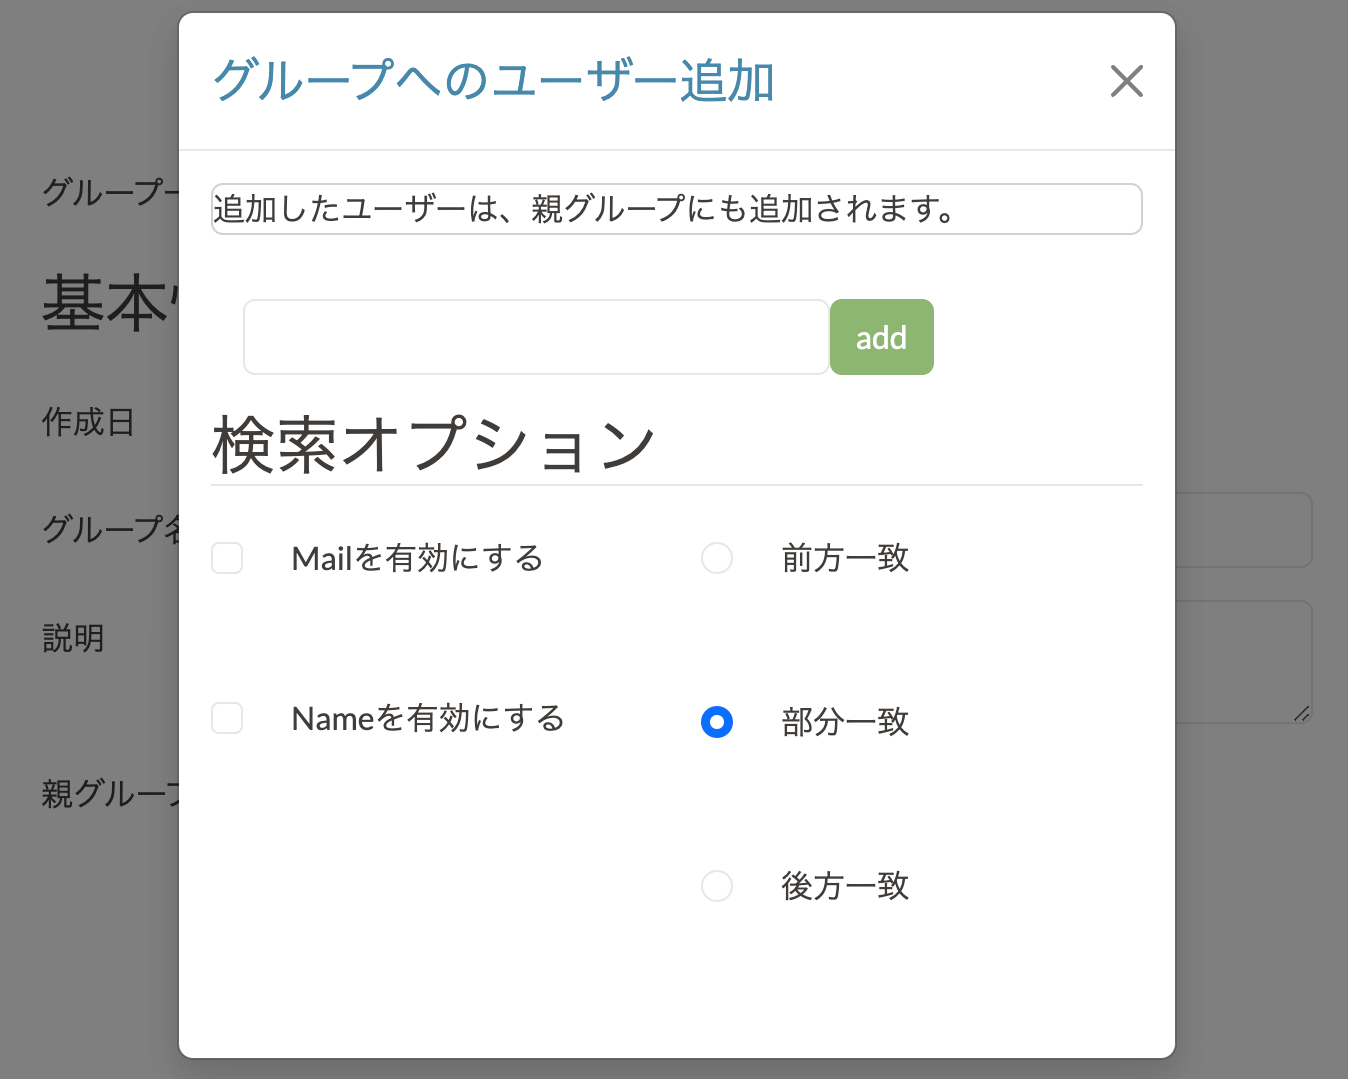 グループへのユーザー追加
追加したユーザーは、親グループにも追加されます。
add
検索オプション
Mailを有効にする
前方一致
Nameを有効にする
部分一致
後方一致
グループ
基本
作成日
グループ名
説明
親グループ